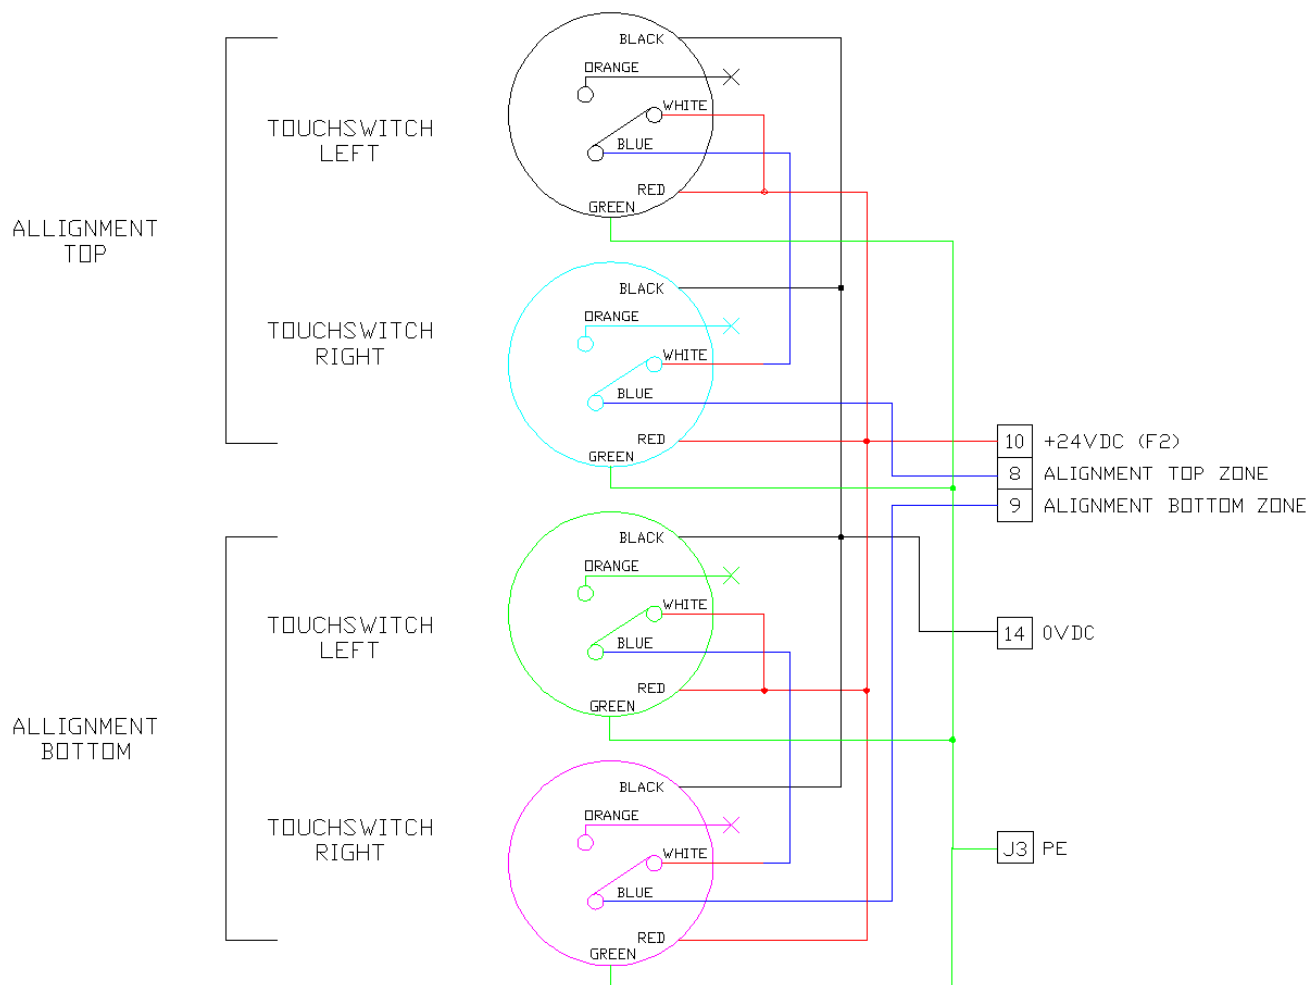 BLACK
ORANGE
WHITE
TOUCHSWITCH
LEFT
BLUE
RED
GREEN
ALLIGNMENT
TOP
BLACK
ORANGE
TOUCHSWITCH
RIGHT
WHITE
BLUE
RED
GREEN
10 +24VDC (F2)
8 ALIGNMENT TOP ZONE
9 ALIGNMENT BOTTOM ZONE
BLACK
ORANGE
WHITE
TOUCHSWITCH
LEFT
BLUE
14 0VDC
RED
GREEN
ALLIGNMENT
BOTTOM
BLACK
ORANGE
TOUCHSWITCH
RIGHT
WHITE
J3 PE
BLUE
RED
GREEN